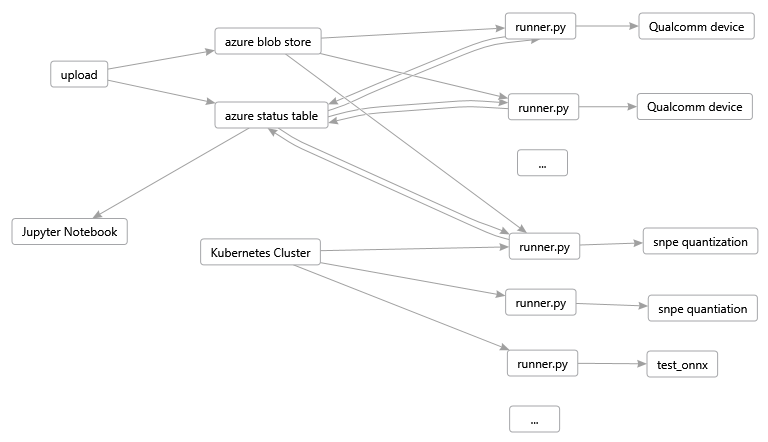 runner.py
Qualcomm device
azure blob store
upload
azure status table
runner.py
Qualcomm device
...
Jupyter Notebook
Kubernetes Cluster
runner.py
snpe quantization
runner.py
snpe quantiation
runner.py
test_onnx
...